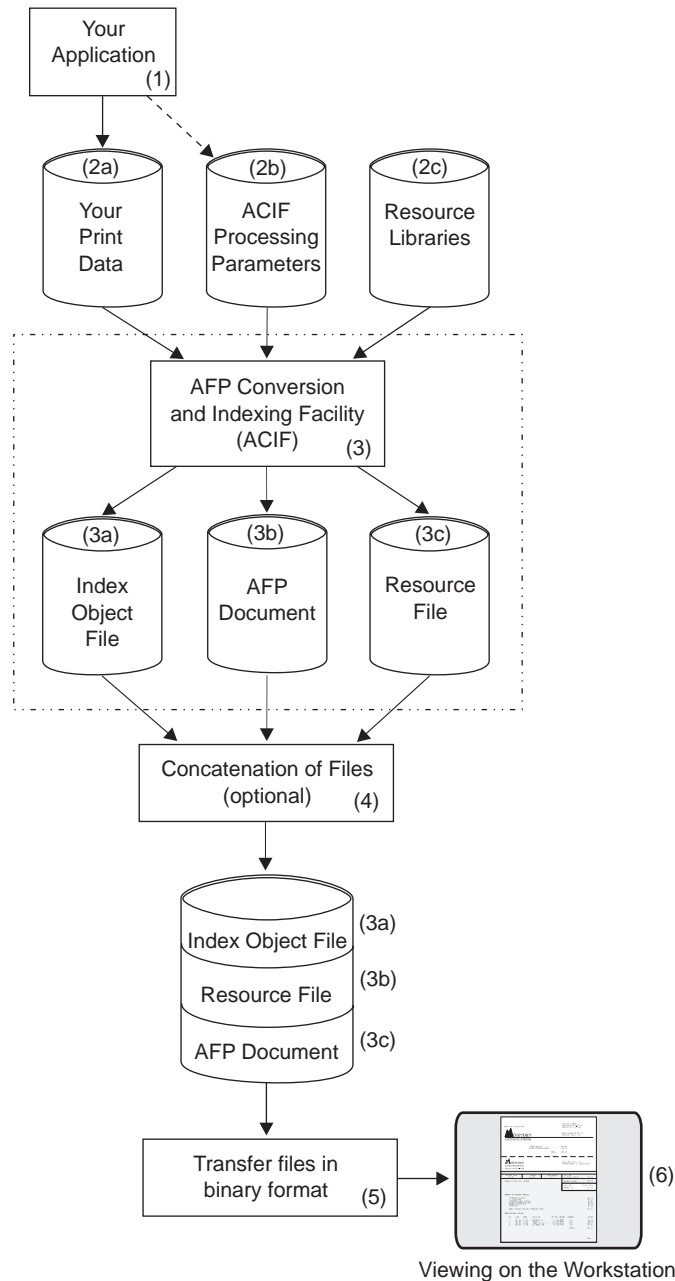 Your
Application
(1)
(2a)
Your
Print
Data
(2b)
ACIF
Processing
Parameters
(2c)
Resource
Libraries
AFP Conversion
and Indexing Facility
(ACIF)
(3)
(3a)
Index
Object
File
(3b)
AFP
Document
(3c)
Resource
File
Concatenation of Files
(optional)
(4)
Index Object File
(3a)
Resource File
(3b)
AFP Document
(3c)
Transfer files in
binary format
(5)
(6)
Viewing on the Workstation